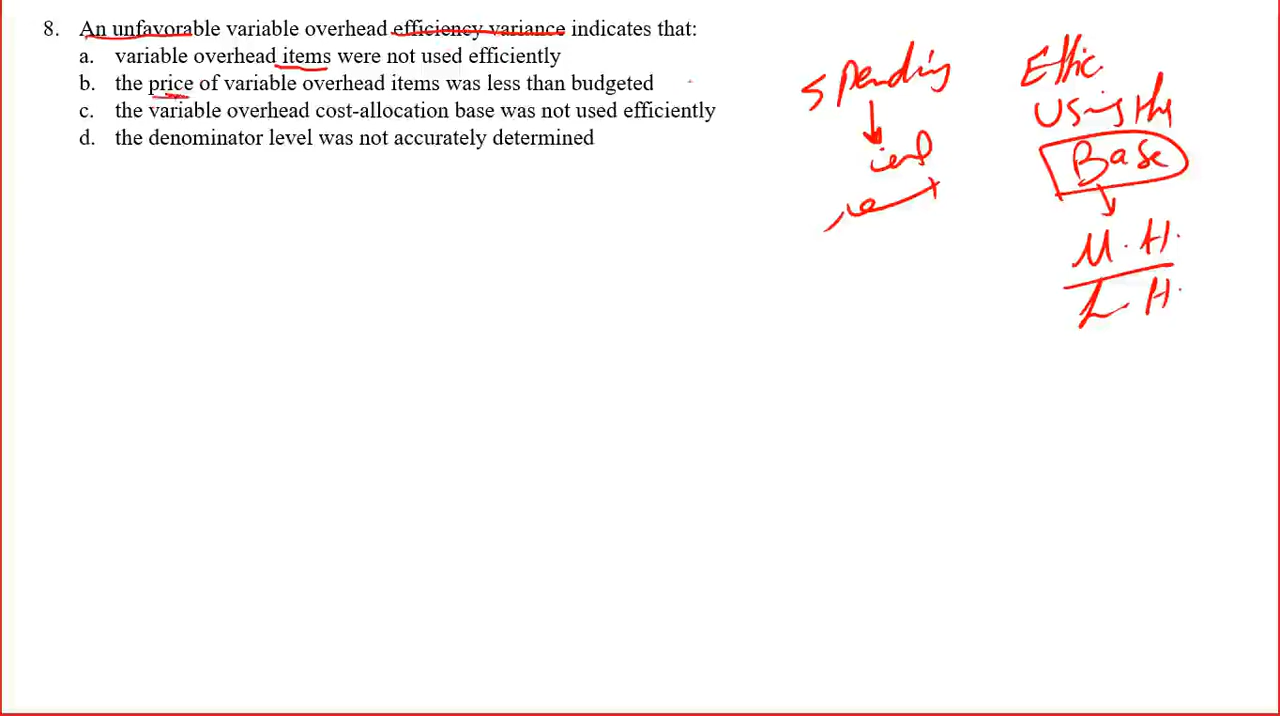 8. An unfavorable variable overhead efficiency variance indicates that:
a. variable overhead items were not used efficiently
b. the price of variable overhead items was less than budgeted
c. the variable overhead cost-allocation base was not used efficiently
d. the denominator level was not accurately determined
Spending
Effic
Using the
Base
M.H.
L H.